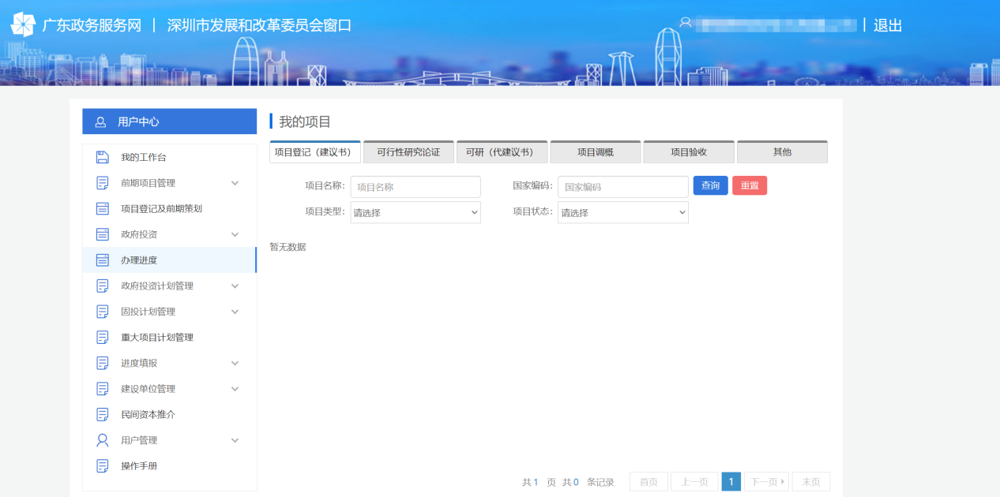 广东政务服务网 | 深圳市发展和改革委员会窗口
| 退出
用户中心
我的工作台
前期项目管理
项目登记及前期策划
政府投资
办理进度
政府投资计划管理
固投计划管理
重大项目计划管理
进度填报
建设单位管理
民间资本推介
用户管理
操作手册
我的项目
项目登记（建议书） 可行性研究论证 可研（代建议书） 项目调概 项目验收 其他
项目名称: 项目名称 国家编码: 国家编码 查询 重置
项目类型: 请选择 项目状态: 请选择
暂无数据
共 1 页 共 0 条记录 首页 上一页 1 下一页 末页